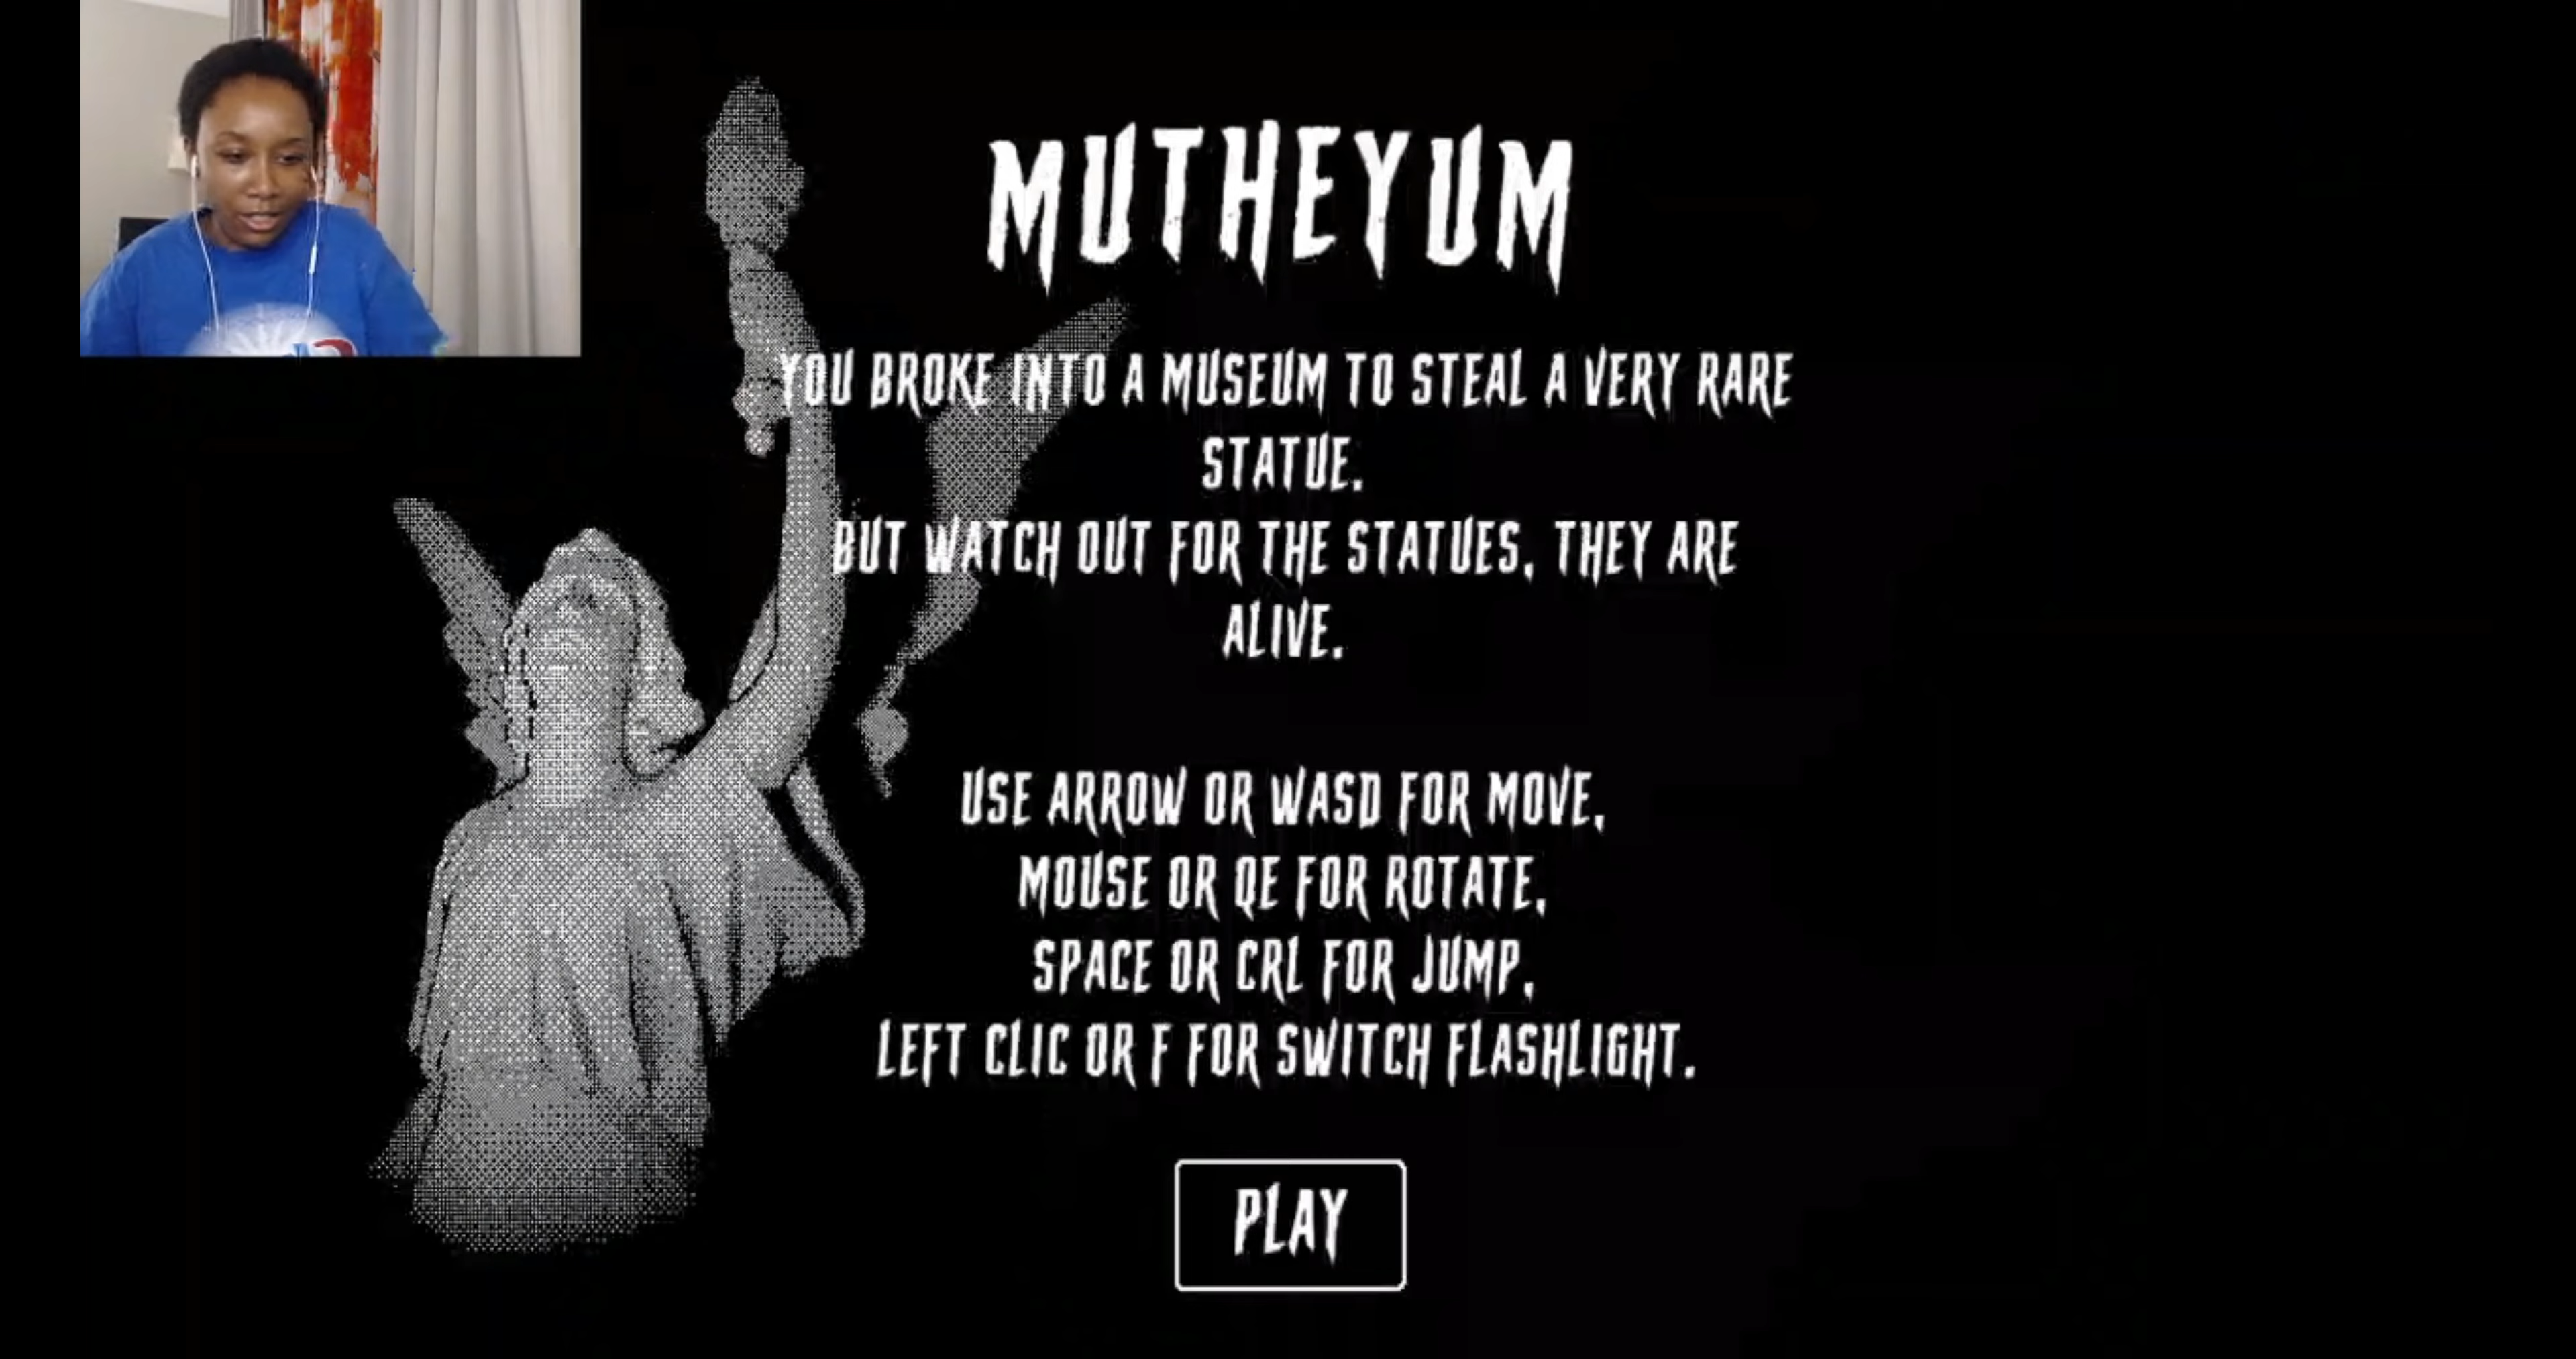 MUTHEYUM
YOU BROKE INTO A MUSEUM TO STEAL A VERY RARE
STATUE.
BUT WATCH OUT FOR THE STATUES, THEY ARE
ALIVE.
USE ARROW OR WASD FOR MOVE,
MOUSE OR QE FOR ROTATE,
SPACE OR CRL FOR JUMP,
LEFT CLIC OR F FOR SWITCH FLASHLIGHT.
PLAY